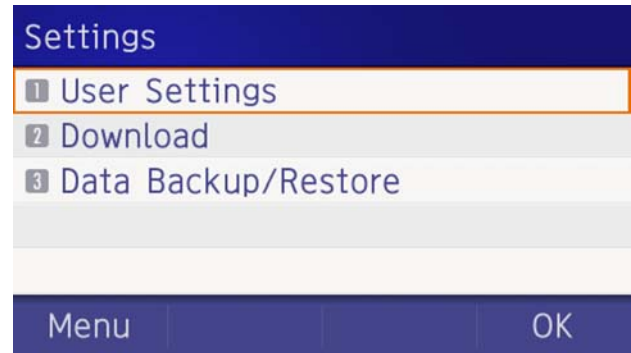 Settings
1 User Settings
2 Download
3 Data Backup/Restore
Menu OK